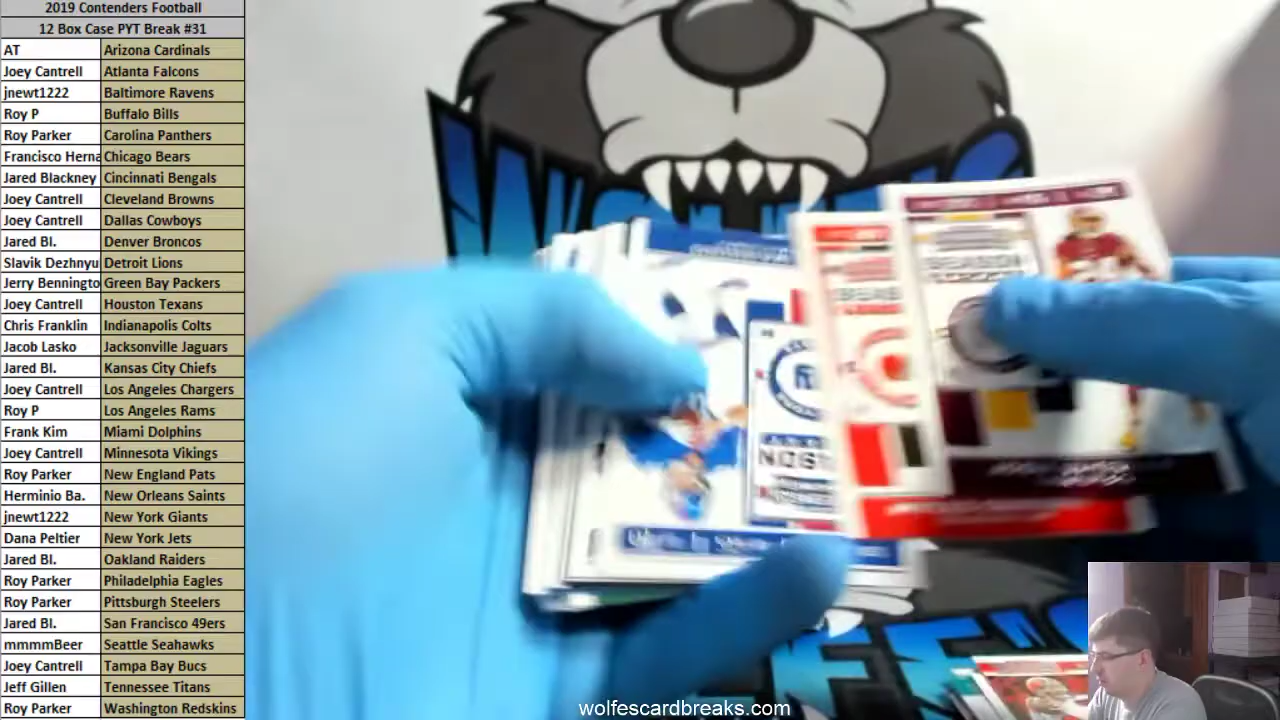 2019 Contenders Football
12 Box Case PYT Break #31
AT Arizona Cardinals
Joey Cantrell Atlanta Falcons
jnewt1222 Baltimore Ravens
Roy P Buffalo Bills
Roy Parker Carolina Panthers
Francisco Herna Chicago Bears
Jared Blackney Cincinnati Bengals
Joey Cantrell Cleveland Browns
Joey Cantrell Dallas Cowboys
Jared Bl. Denver Broncos
Slavik Dezhnyu Detroit Lions
Jerry Benningto Green Bay Packers
Joey Cantrell Houston Texans
Chris Franklin Indianapolis Colts
Jacob Lasko Jacksonville Jaguars
Jared Bl. Kansas City Chiefs
Joey Cantrell Los Angeles Chargers
Roy P Los Angeles Rams
Frank Kim Miami Dolphins
Joey Cantrell Minnesota Vikings
Roy Parker New England Pats
Herminio Ba. New Orleans Saints
jnewt1222 New York Giants
Dana Peltier New York Jets
Jared Bl. Oakland Raiders
Roy Parker Philadelphia Eagles
Roy Parker Pittsburgh Steelers
Jared Bl. San Francisco 49ers
mmmmBeer Seattle Seahawks
Joey Cantrell Tampa Bay Bucs
Jeff Gillen Tennessee Titans
Roy Parker Washington Redskins
SEASON
wolfescardbreaks.com